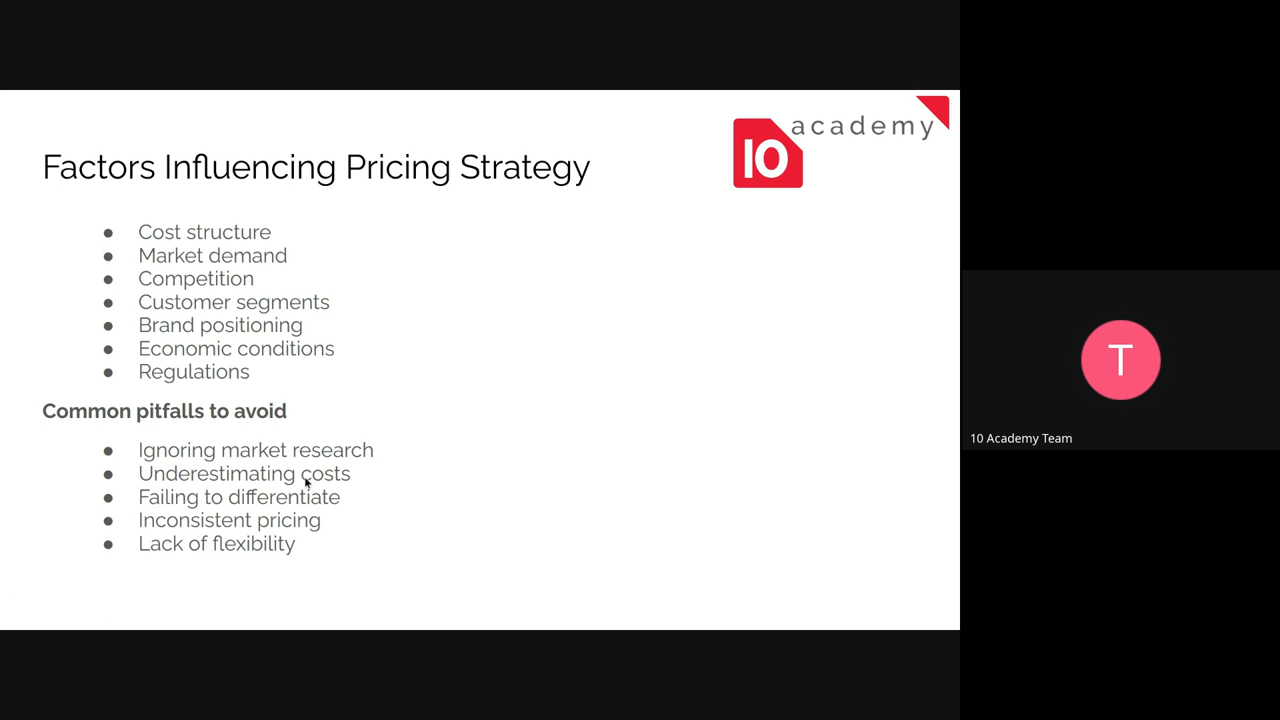 academy
10
Factors Influencing Pricing Strategy
● Cost structure
● Market demand
● Competition
● Customer segments
● Brand positioning
● Economic conditions
● Regulations
Common pitfalls to avoid
● Ignoring market research
● Underestimating costs
● Failing to differentiate
● Inconsistent pricing
● Lack of flexibility
T
10 Academy Team